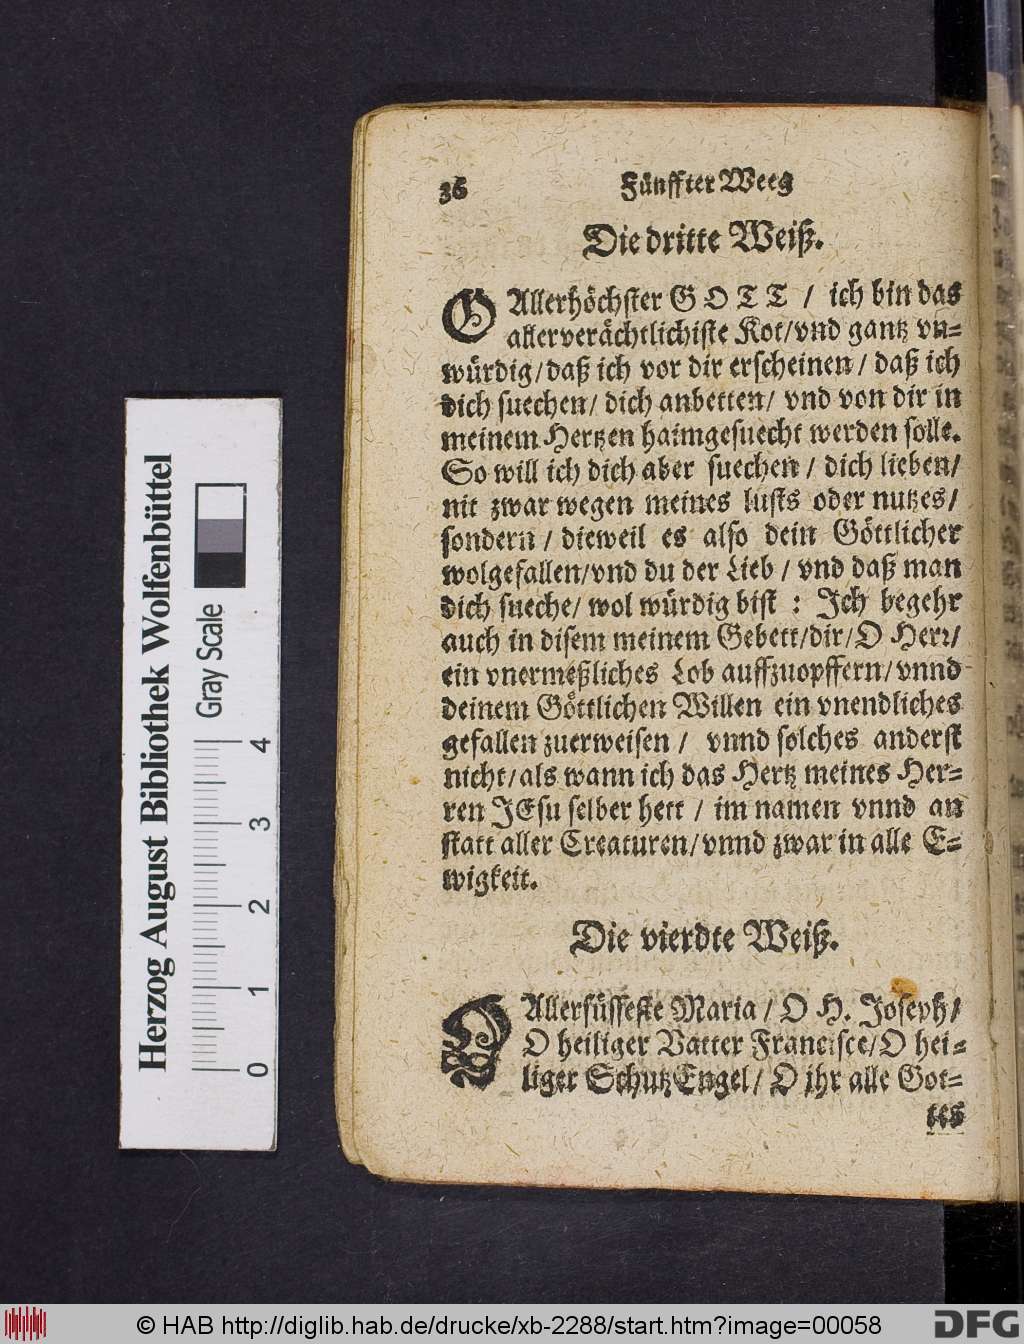 36 Fünffter Weeg
Die dritte Weiß.
O Allerhöchster GOTT / ich bin das
allerverächtlichiste Kot/vnd gantz vn-
würdig/daß ich vor dir erscheinen / daß ich
dich suechen/ dich anbetten/ vnd von dir in
meinem Hertzen haimgesuecht werden solle.
So will ich dich aber suechen / dich lieben/
nit zwar wegen meines lusts oder nutzes/
sondern / dieweil es also dein Göttlicher
wolgefallen/vnd du der Lieb / vnd daß man
dich sueche/ wol würdig bist : Ich begehr
auch in disem meinem Gebett/dir/O Herr/
ein vnermeßliches Lob auffzuopffern/vnnd
deinem Göttlichen Willen ein vnendliches
gefallen zuerweisen / vnnd solches anderst
nicht/als wann ich das Hertz meines Her-
ren JEsu selber hett / im namen vnnd an
statt aller Creaturen/vnnd zwar in alle E-
wigkeit.
Die vierdte Weiß.
O Allersüsseste Maria / O H. Joseph/
O heiliger Vatter Francisce/O hei-
liger SchutzEngel/ O jhr alle Got-
tes
Herzog August Bibliothek Wolfenbüttel
Gray Scale
0 1 2 3 4
© HAB http://diglib.hab.de/drucke/xb-2288/start.htm?image=00058
DFG